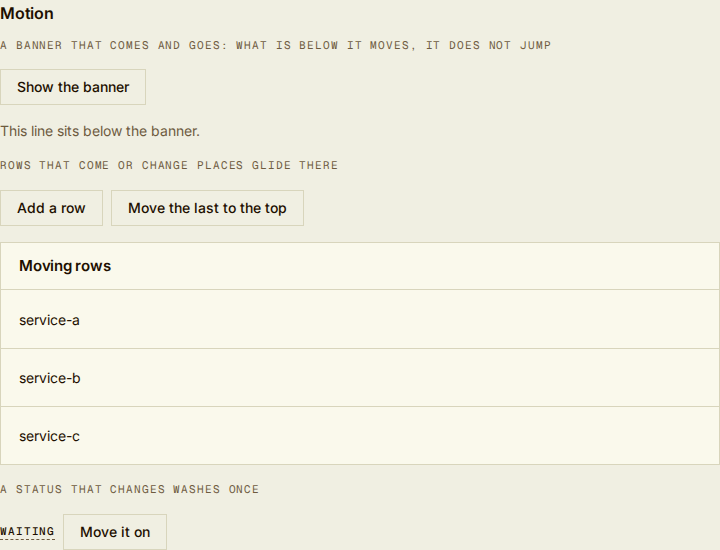 Motion
A BANNER THAT COMES AND GOES: WHAT IS BELOW IT MOVES, IT DOES NOT JUMP
Show the banner
This line sits below the banner.
ROWS THAT COME OR CHANGE PLACES GLIDE THERE
Add a row Move the last to the top
Moving rows
service-a
service-b
service-c
A STATUS THAT CHANGES WASHES ONCE
WAITING Move it on